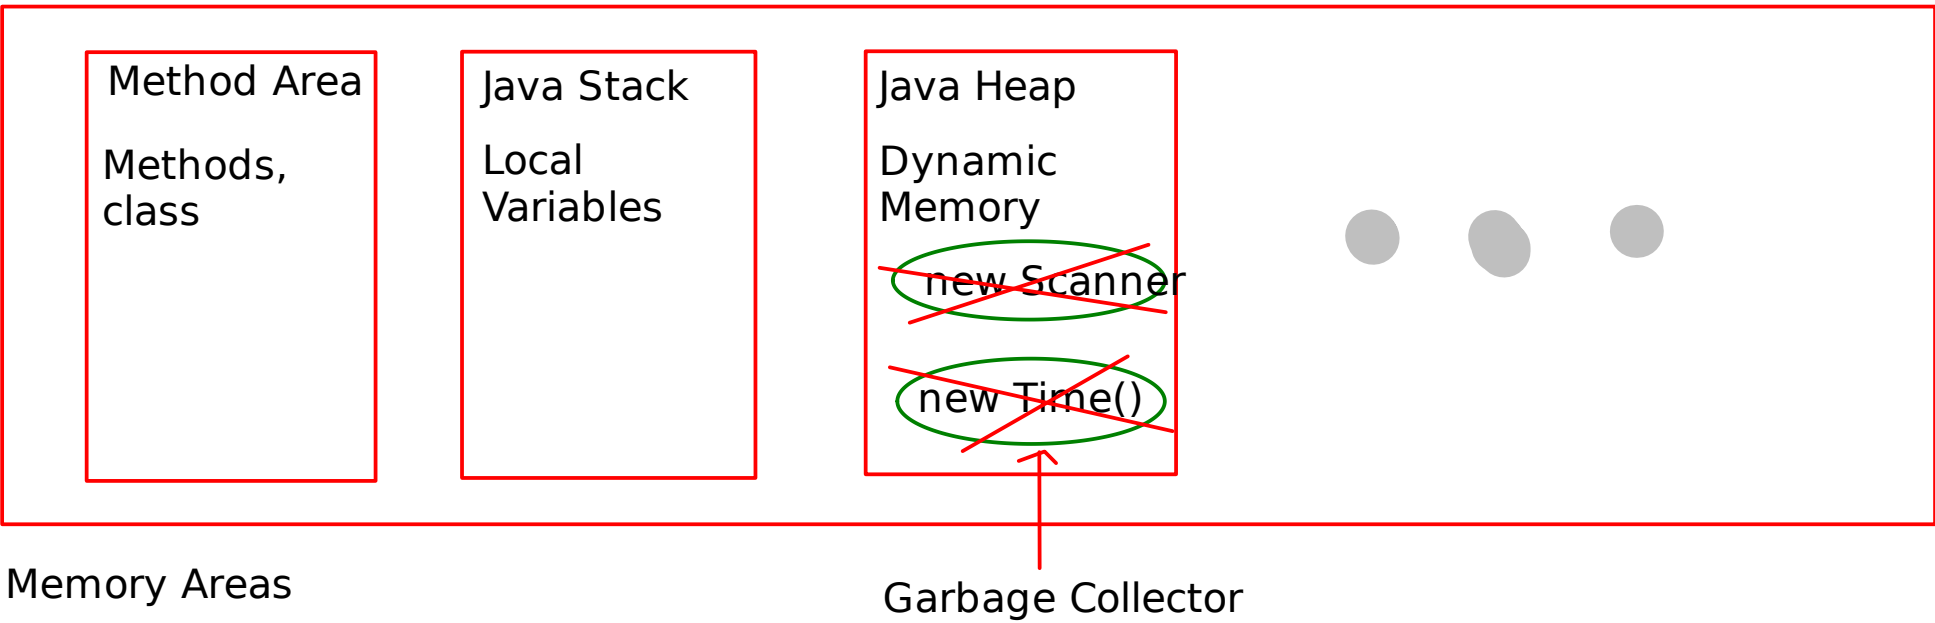 Method Area
Methods,
class
Java Stack
Local
Variables
Java Heap
Dynamic
Memory
new Scanner
new Time()
Memory Areas
Garbage Collector